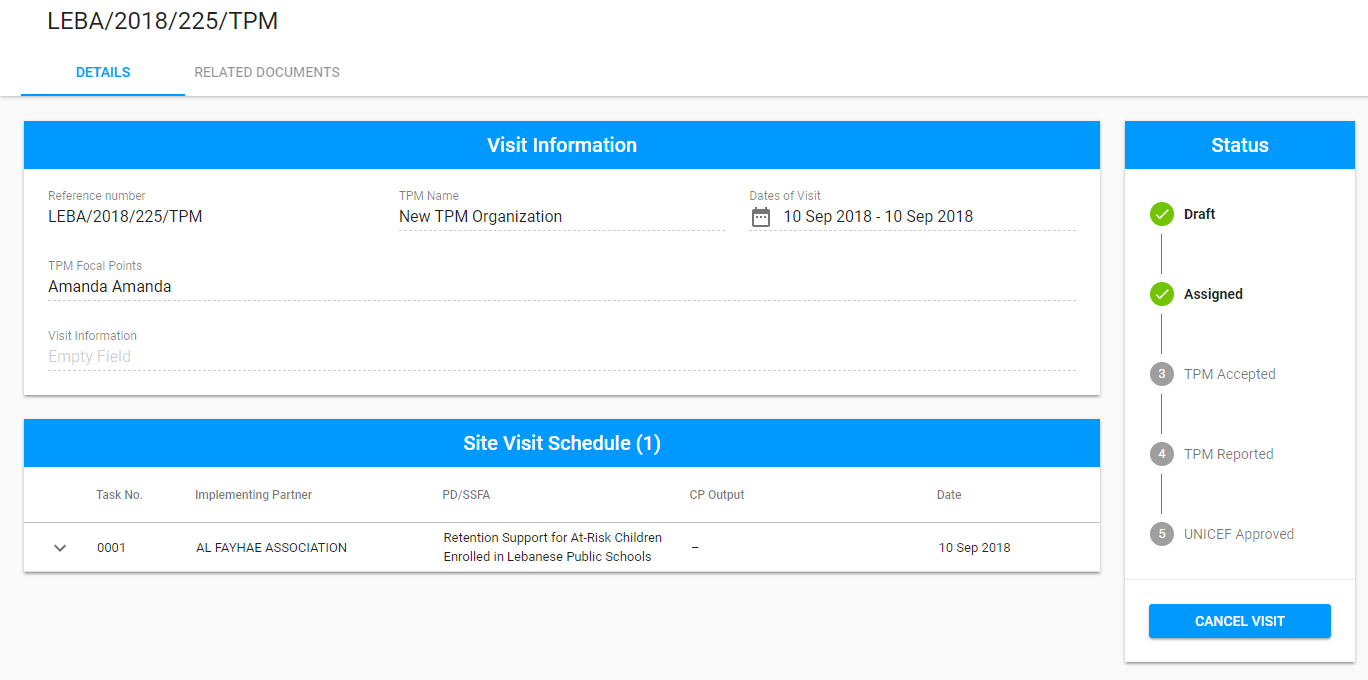 LEBA/2018/225/TPM
DETAILS
RELATED DOCUMENTS
Visit Information
Reference number
LEBA/2018/225/TPM
TPM Name
New TPM Organization
Dates of Visit
10 Sep 2018 - 10 Sep 2018
TPM Focal Points
Amanda Amanda
Visit Information
Empty Field
Site Visit Schedule (1)
Task No. Implementing Partner PD/SSFA CP Output Date
0001 AL FAYHAE ASSOCIATION Retention Support for At-Risk Children – 10 Sep 2018
Enrolled in Lebanese Public Schools
Status
Draft
Assigned
3 TPM Accepted
4 TPM Reported
5 UNICEF Approved
CANCEL VISIT